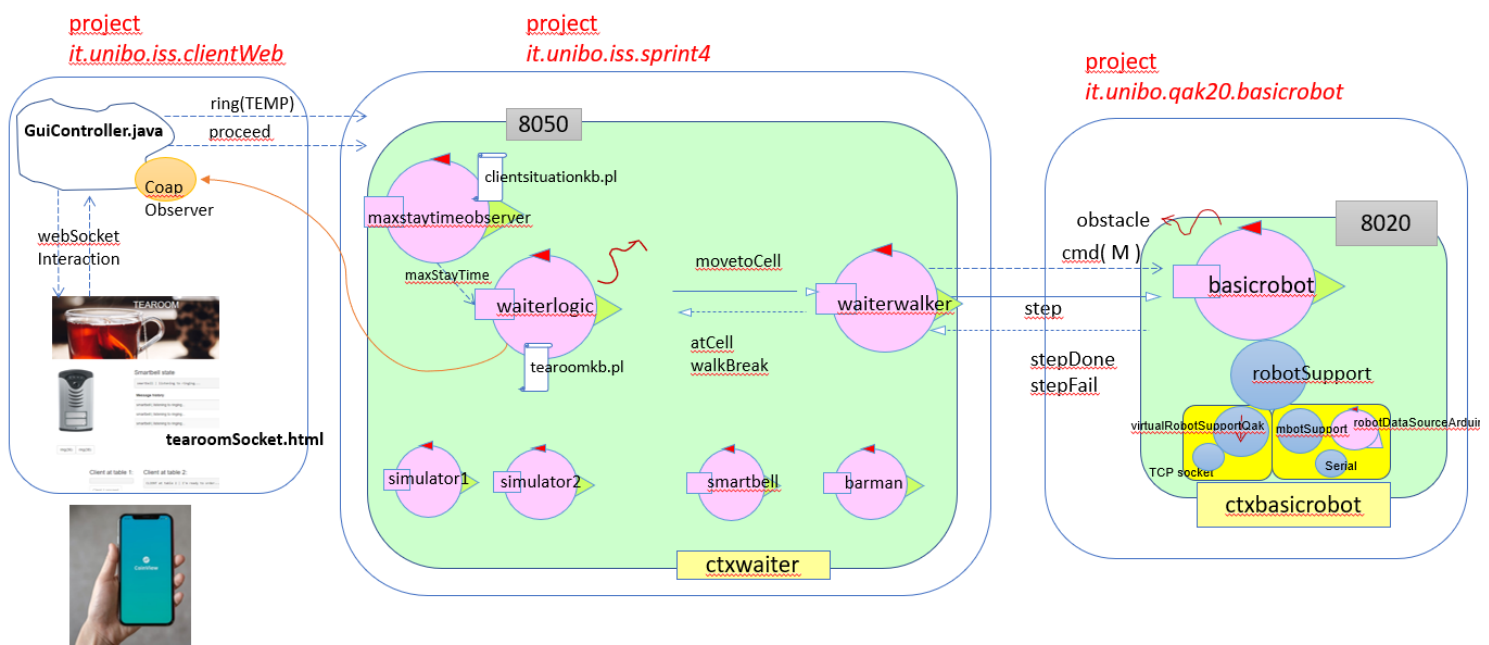 project
it.unibo.iss.clientWeb
project
it.unibo.iss.sprint4
project
it.unibo.qak20.basicrobot
GuiController.java
ring(TEMP)
proceed
Coap
Observer
webSocket
Interaction
TEAROOM
Smartbell state
Message history
tearoomSocket.html
Client at table 1:
Client at table 2:
8050
clientsituationkb.pl
maxstaytimeobserver
maxStayTime
waiterlogic
tearoomkb.pl
movetoCell
atCell
walkBreak
waiterwalker
simulator1
simulator2
smartbell
barman
ctxwaiter
8020
obstacle
cmd( M )
basicrobot
step
stepDone
stepFail
robotSupport
virtualRobotSupportQak
mbotSupport
robotDataSourceArdui
TCP socket
Serial
ctxbasicrobot